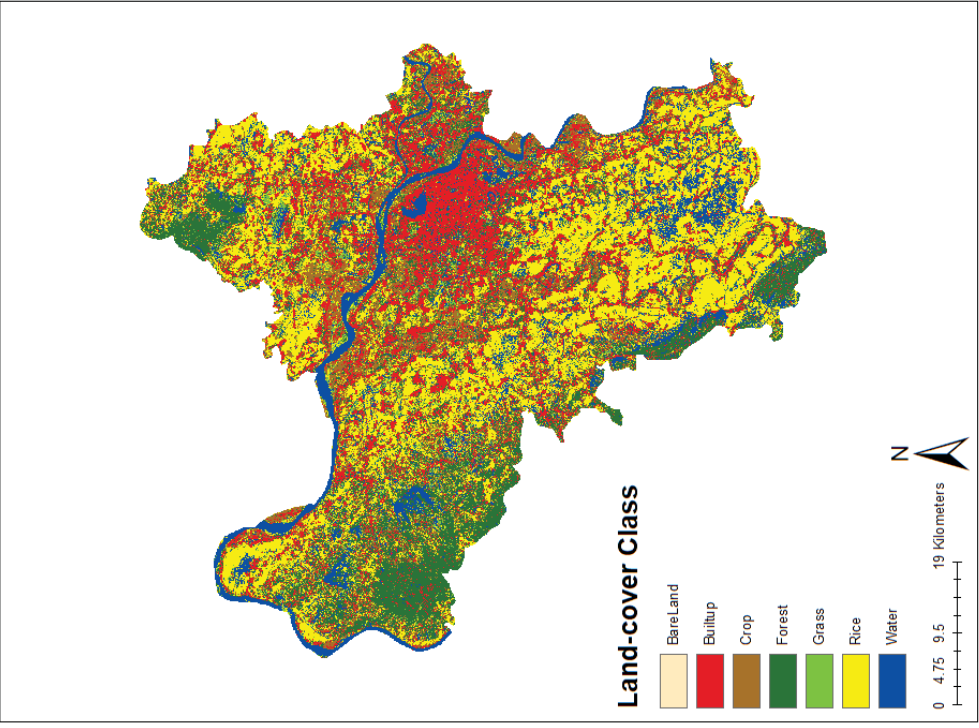 N
Land-cover Class
BareLand
Builtup
Crop
Forest
Grass
Rice
Water
0 4.75 9.5 19 Kilometers